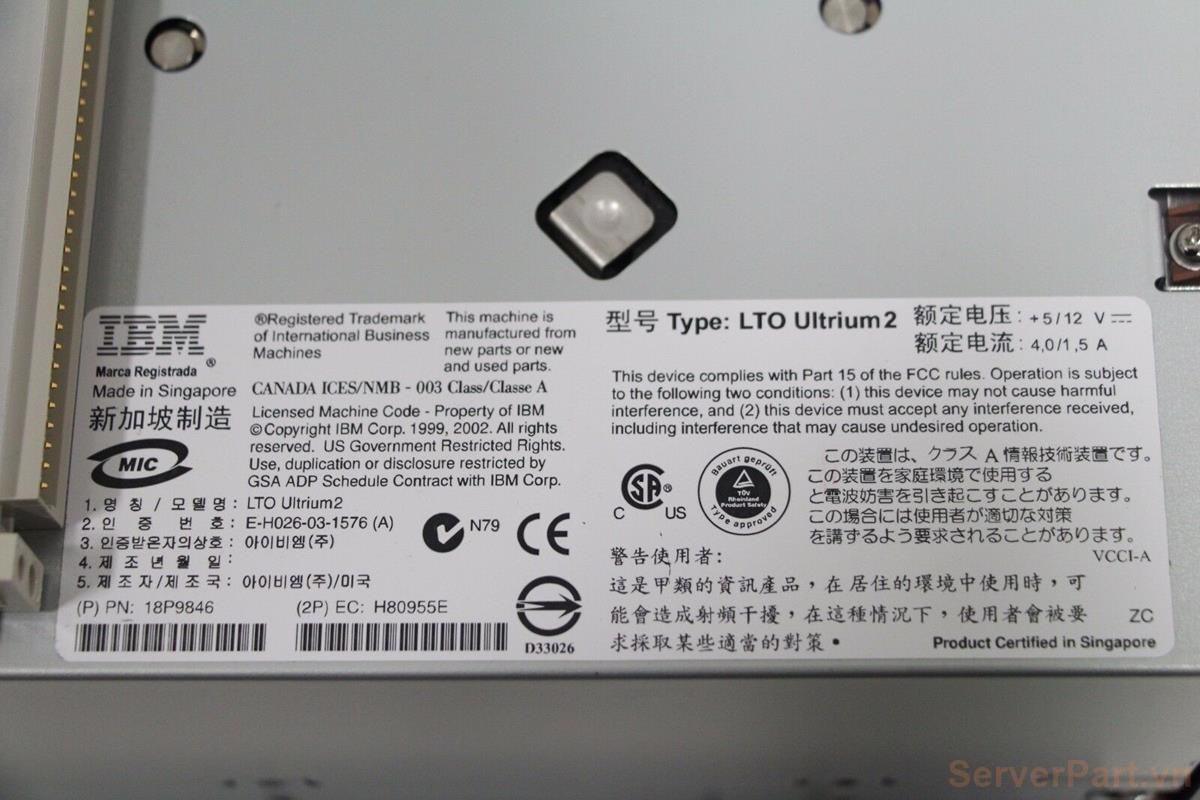 IBM ®
Marca Registrada
Made in Singapore
新加坡制造
MIC
®Registered Trademark
of International Business
Machines
This machine is
manufactured from
new parts or new
and used parts.
CANADA ICES/NMB - 003 Class/Classe A
Licensed Machine Code - Property of IBM
©Copyright IBM Corp. 1999, 2002. All rights
reserved. US Government Restricted Rights.
Use, duplication or disclosure restricted by
GSA ADP Schedule Contract with IBM Corp.
1. 명 칭 / 모 델 명 : LTO Ultrium2
2. 인 증 번 호 : E-H026-03-1576 (A)
3. 인증받은자의상호 : 아이비엠(주)
4. 제 조 년 월 일 :
5. 제 조 자 / 제 조 국 : 아이비엠(주)/미국
(P) PN: 18P9846
(2P) EC: H80955E
N79
CE
D33026
型号 Type: LTO Ultrium2
额定电压: +5/12 V
额定电流: 4,0/1,5 A
This device complies with Part 15 of the FCC rules. Operation is subject
to the following two conditions: (1) this device may not cause harmful
interference, and (2) this device must accept any interference received,
including interference that may cause undesired operation.
C SA ® US
Bauart geprüft
TÜV
Rheinland
Product Safety
Type approved
この装置は、クラス A 情報技術装置です。
この装置を家庭環境で使用する
と電波妨害を引き起こすことがあります。
この場合には使用者が適切な対策
を講ずるよう要求されることがあります。
VCCI-A
警告使用者:
這是甲類的資訊產品，在居住的環境中使用時，可
能會造成射頻干擾，在這種情況下，使用者會被要
求採取某些適當的對策•
ZC
Product Certified in Singapore
ServerPart.vn